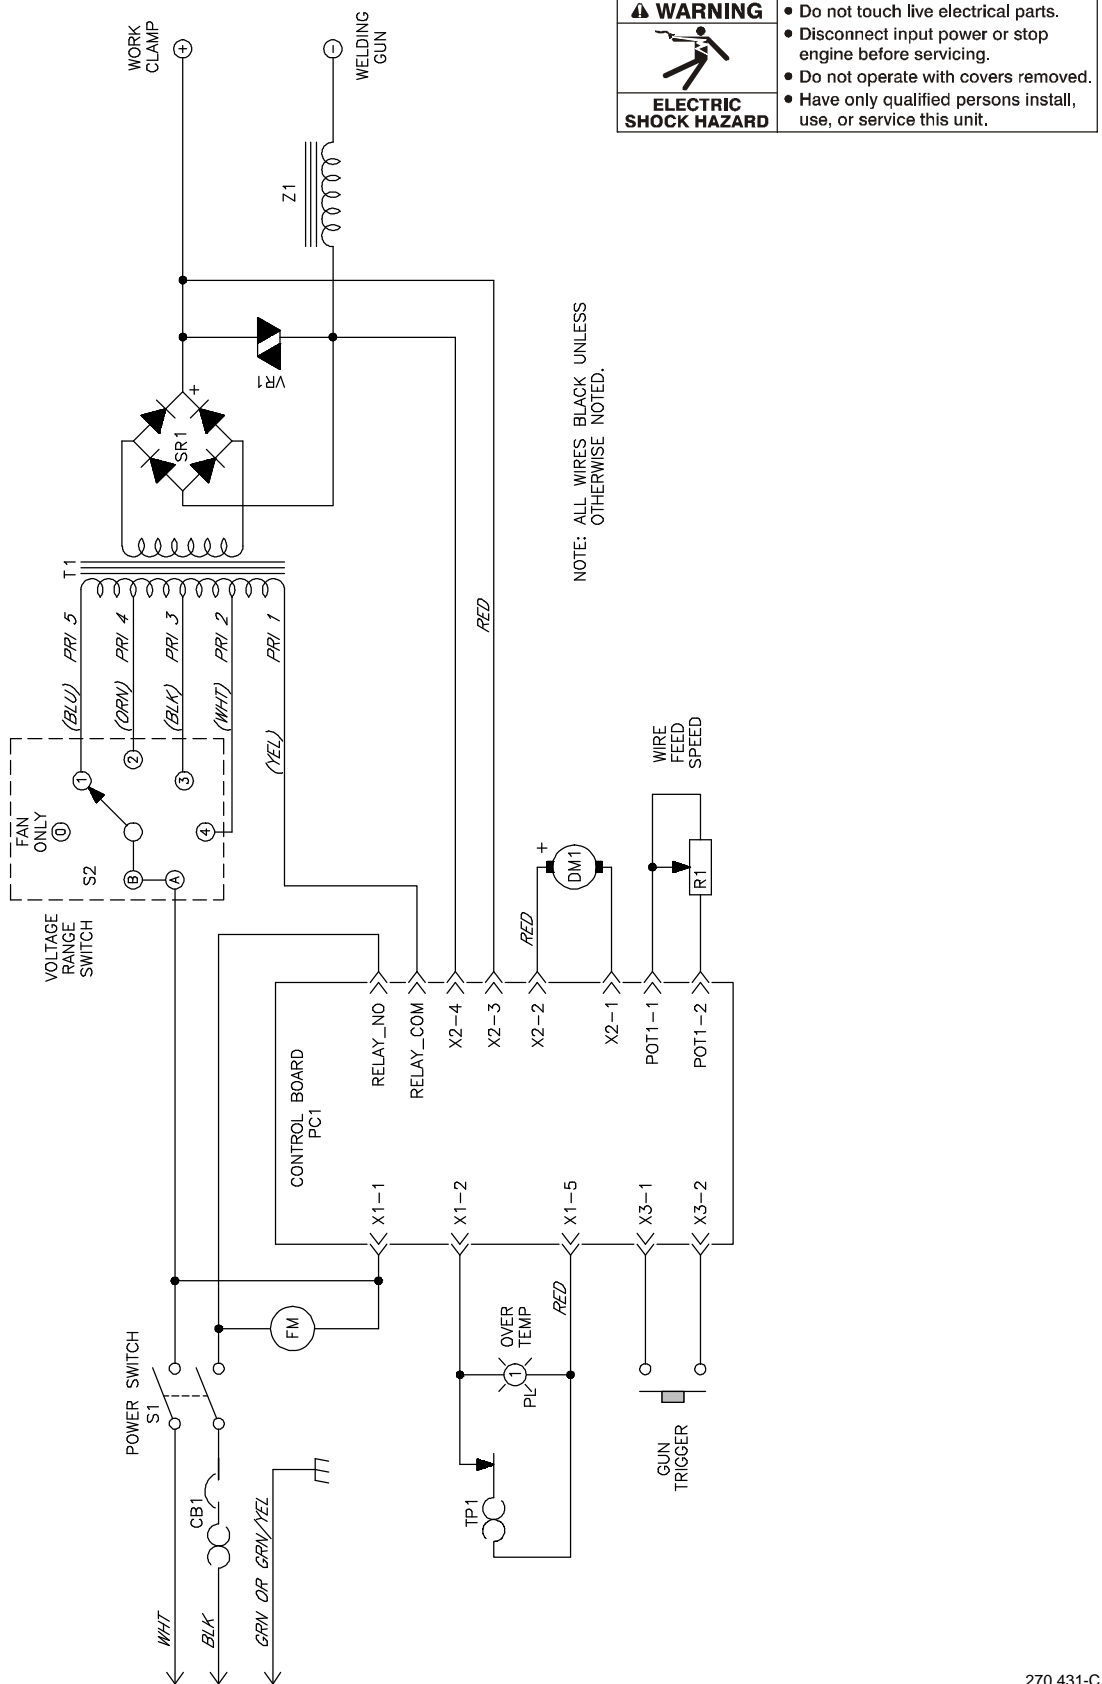 WARNING
ELECTRIC
SHOCK HAZARD
• Do not touch live electrical parts.
• Disconnect input power or stop
engine before servicing.
• Do not operate with covers removed.
• Have only qualified persons install,
use, or service this unit.
WORK
CLAMP
+
WELDING
GUN
−
Z1
VR1
+
SR1
T1
(BLU) PRI 5
(ORN) PRI 4
(BLK) PRI 3
(WHT) PRI 2
(YEL) PRI 1
RED
NOTE: ALL WIRES BLACK UNLESS
OTHERWISE NOTED.
FAN
ONLY
0
1
2
3
4
S2
B
A
VOLTAGE
RANGE
SWITCH
WIRE
FEED
SPEED
+
DM1
R1
RED
CONTROL BOARD
PC1
RELAY_NO
RELAY_COM
X2-4
X2-3
X2-2
X2-1
POT1-1
POT1-2
X1-1
X1-2
X1-5
X3-1
X3-2
POWER SWITCH
S1
FM
OVER
TEMP
1
PL
RED
GUN
TRIGGER
TP1
CB1
WHT
BLK
GRN OR GRN/YEL
270 431-C